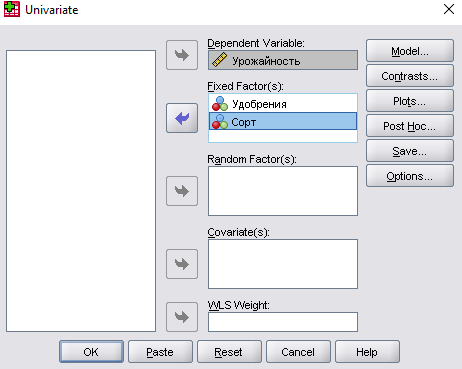 Univariate
Dependent Variable:
Урожайность
Fixed Factor(s):
Удобрения
Сорт
Random Factor(s):
Covariate(s):
WLS Weight:
Model...
Contrasts...
Plots...
Post Hoc...
Save...
Options...
OK Paste Reset Cancel Help